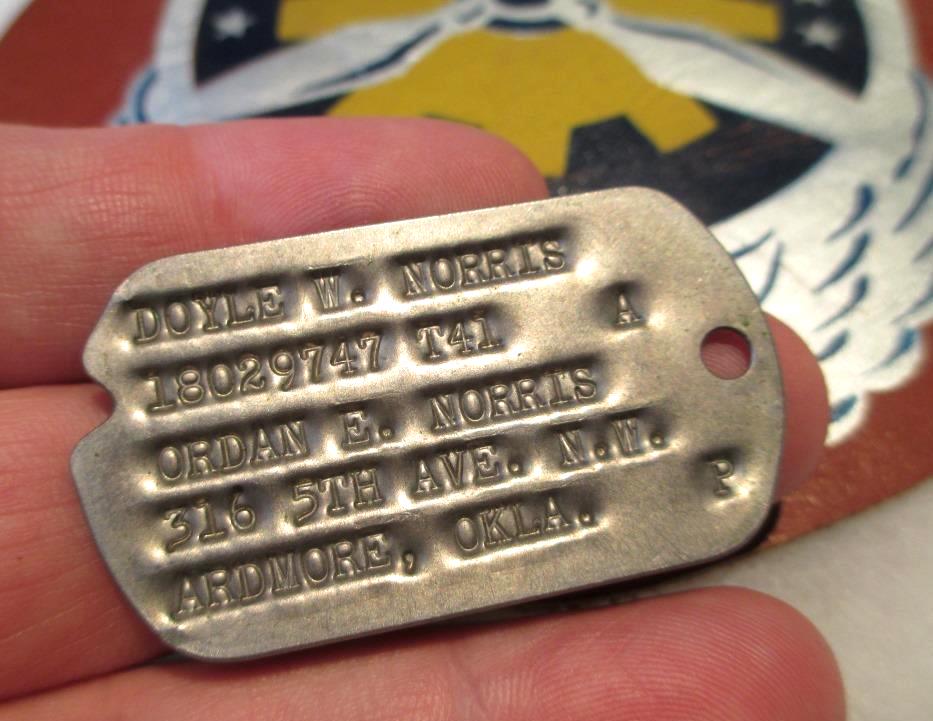 DOYLE W. NORRIS
18029747 T41 A
ORDAN E. NORRIS
316 5TH AVE. N.W.
ARDMORE, OKLA. P